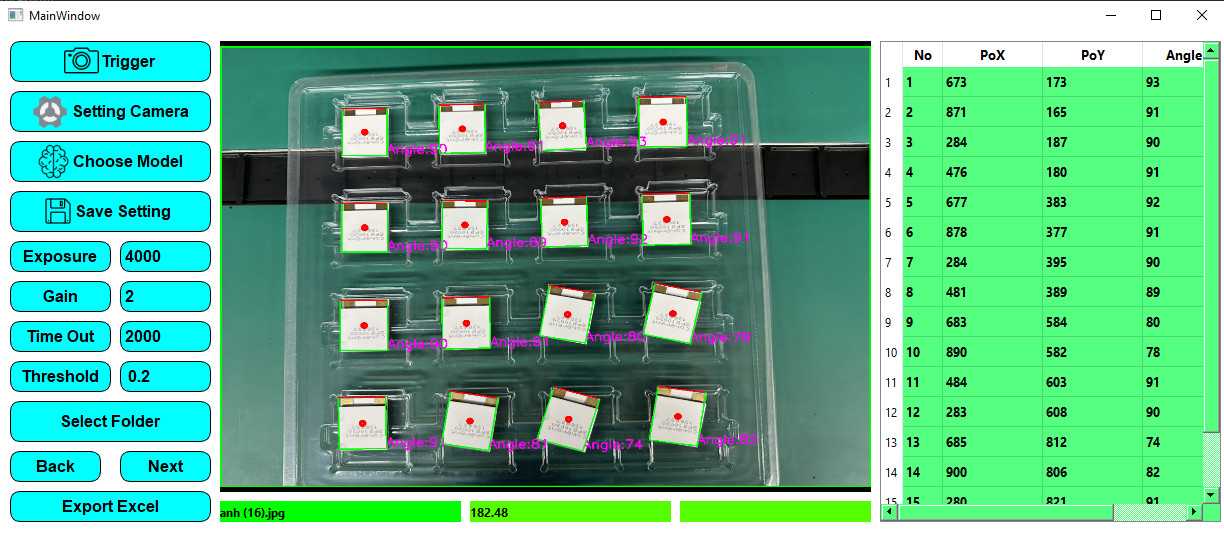 MainWindow
Trigger
Setting Camera
Choose Model
Save Setting
Exposure 4000
Gain 2
Time Out 2000
Threshold 0.2
Select Folder
Back Next
Export Excel
Angle:90 Angle:91 Angle:93 Angle:91
Angle:90 Angle:89 Angle:92 Angle:91
Angle:90 Angle:91 Angle:80 Angle:78
Angle:91 Angle:74 Angle:82
anh (16).jpg 182.48
No PoX PoY Angle
1 1 673 173 93
2 2 871 165 91
3 3 284 187 90
4 4 476 180 91
5 5 677 383 92
6 6 878 377 91
7 7 284 395 90
8 8 481 389 89
9 9 683 584 80
10 10 890 582 78
11 11 484 603 91
12 12 283 608 90
13 13 685 812 74
14 14 900 806 82
15 15 280 821 91